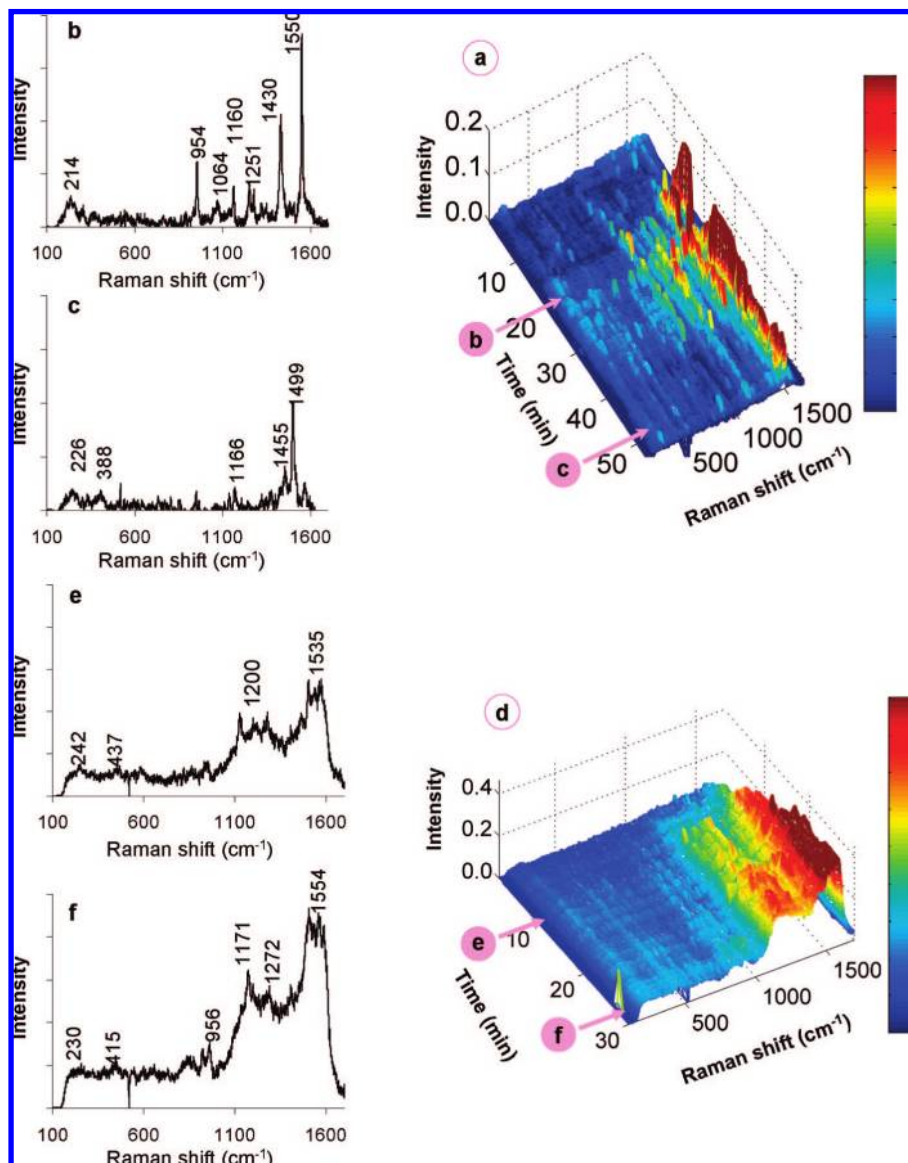 b
Intensity
214
954
1064
1160
1251
1430
1550
100 600 1100 1600
Raman shift (cm-1)
c
Intensity
226
388
1166
1455
1499
100 600 1100 1600
Raman shift (cm-1)
a
Intensity
0.2
0.1
0.0
10
20
30
40
50
Time (min)
500
1000
1500
Raman shift (cm-1)
b
c
e
Intensity
242
437
1200
1535
100 600 1100 1600
Raman shift (cm-1)
f
Intensity
230
415
956
1171
1272
1554
100 600 1100 1600
Raman shift (cm-1)
d
Intensity
0.4
0.2
0.0
10
20
30
Time (min)
500
1000
1500
Raman shift (cm-1)
e
f